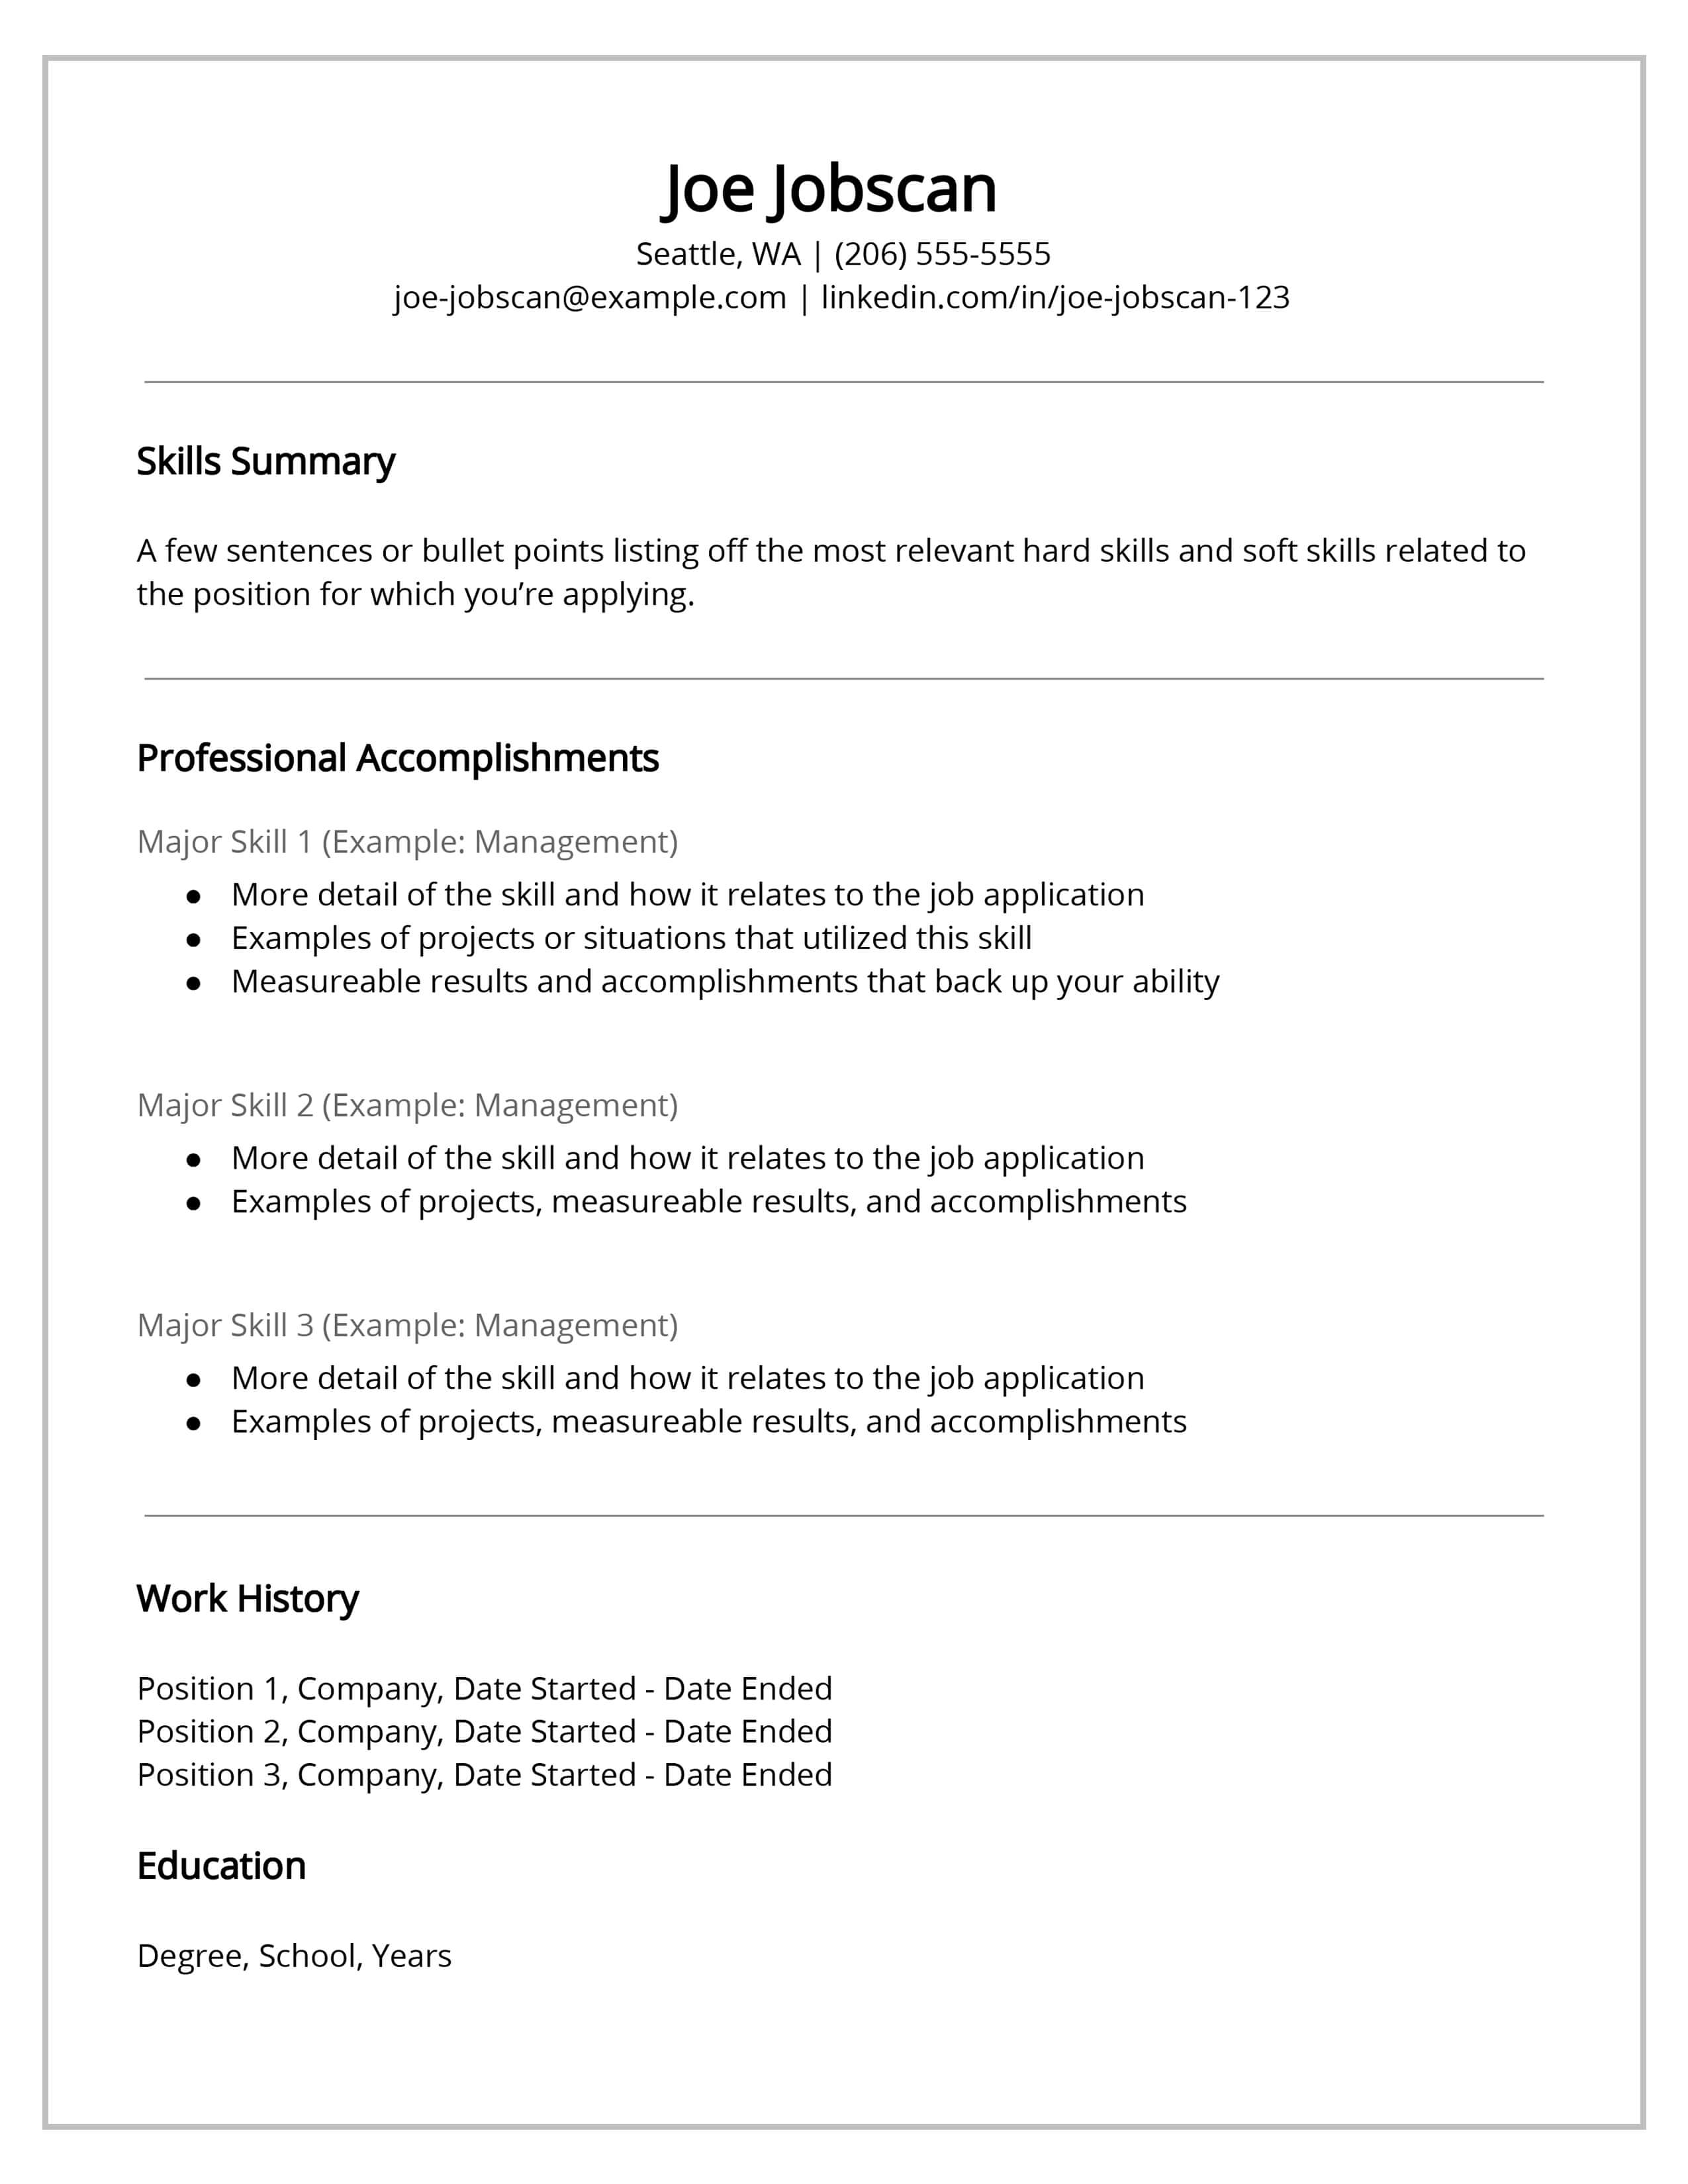 Joe Jobscan
Seattle, WA | (206) 555-5555
joe-jobscan@example.com | linkedin.com/in/joe-jobscan-123
Skills Summary
A few sentences or bullet points listing off the most relevant hard skills and soft skills related to
the position for which you’re applying.
Professional Accomplishments
Major Skill 1 (Example: Management)
● More detail of the skill and how it relates to the job application
● Examples of projects or situations that utilized this skill
● Measureable results and accomplishments that back up your ability
Major Skill 2 (Example: Management)
● More detail of the skill and how it relates to the job application
● Examples of projects, measureable results, and accomplishments
Major Skill 3 (Example: Management)
● More detail of the skill and how it relates to the job application
● Examples of projects, measureable results, and accomplishments
Work History
Position 1, Company, Date Started - Date Ended
Position 2, Company, Date Started - Date Ended
Position 3, Company, Date Started - Date Ended
Education
Degree, School, Years